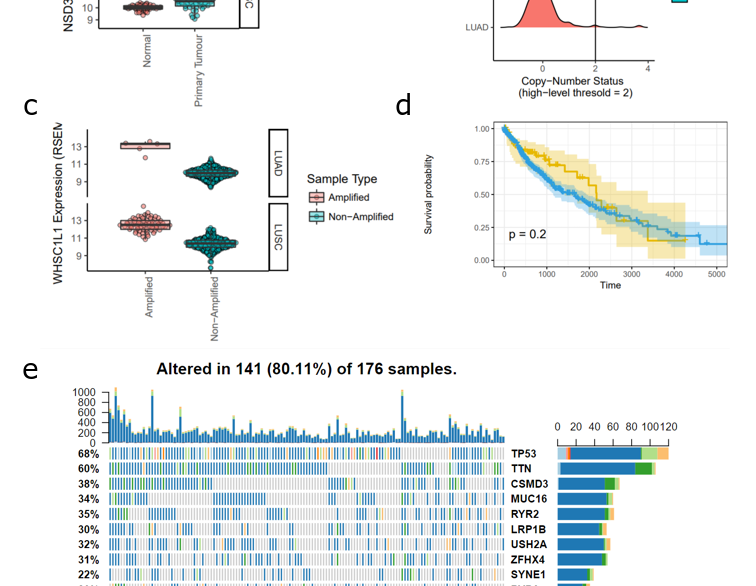 NSD3
10
9
Normal
Primary Tumour
C
LUAD
0 2 4
Copy-Number Status
(high-level thresold = 2)
c
WHSC1L1 Expression (RSEM
13
11
9
LUAD
13
11
9
LUSC
Amplified
Non-Amplified
Sample Type
Amplified
Non-Amplified
d
Survival probability
1.00
0.75
0.50
0.25
0.00
p = 0.2
0 1000 2000 3000 4000 5000
Time
e
Altered in 141 (80.11%) of 176 samples.
1000
800
600
400
200
0
0 20 40 60 80 100 120
68% TP53
60% TTN
38% CSMD3
34% MUC16
35% RYR2
30% LRP1B
32% USH2A
31% ZFHX4
22% SYNE1